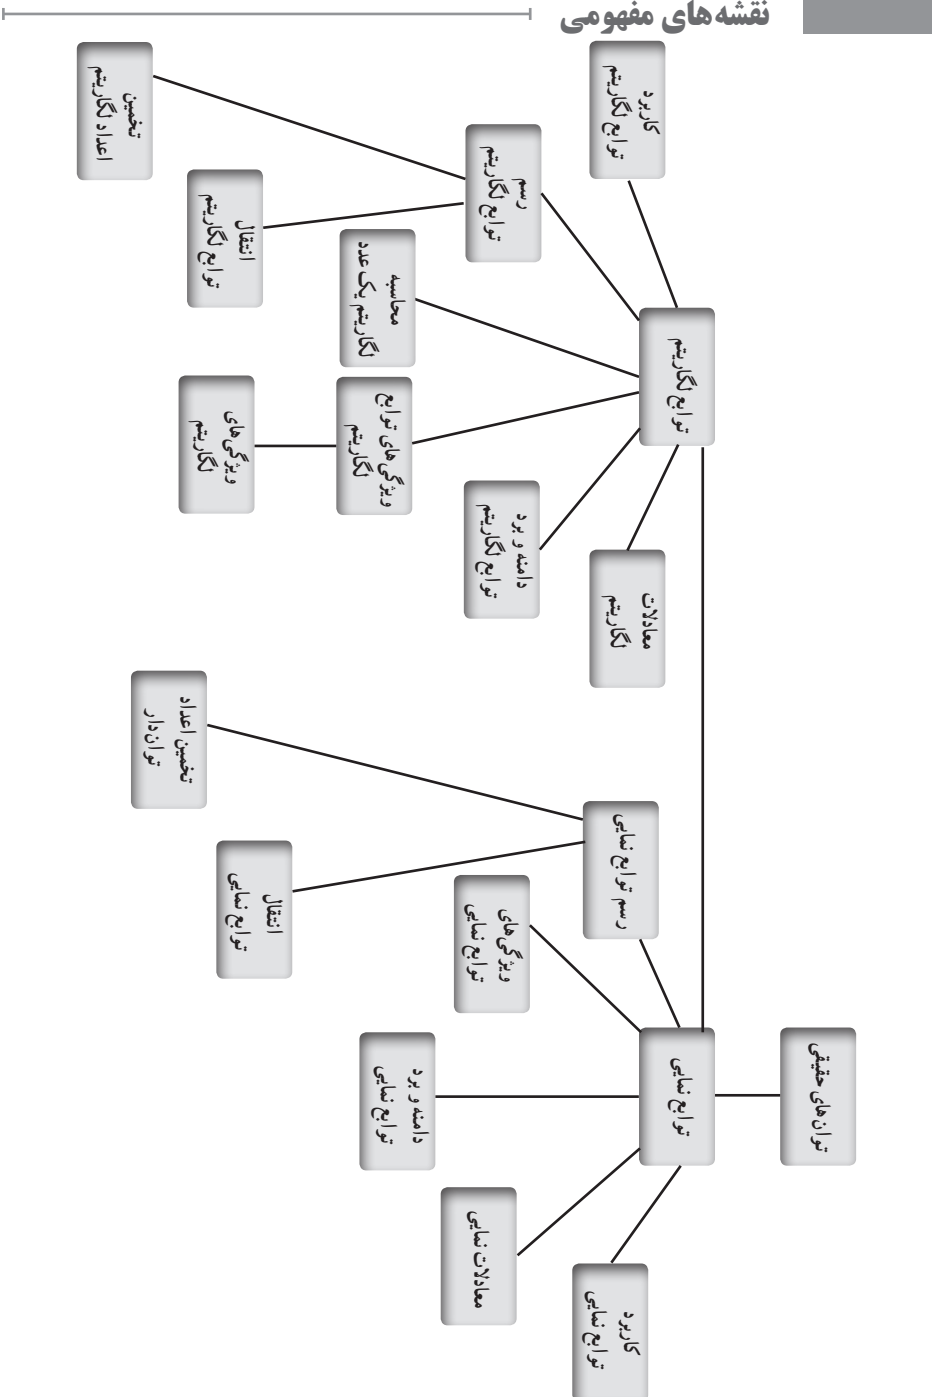 نقشه‌های مفهومی
توان‌های حقیقی
توابع نمایی
کاربرد
توابع نمایی
معادلات نمایی
دامنه و برد
توابع نمایی
ویژگی‌های
توابع نمایی
رسم توابع نمایی
انتقال
توابع نمایی
تخمین اعداد
توان‌دار
توابع لگاریتم
معادلات
لگاریتم
دامنه و برد
توابع لگاریتم
ویژگی‌های توابع
لگاریتم
ویژگی‌های
لگاریتم
محاسبه
لگاریتم یک عدد
رسم
توابع لگاریتم
انتقال
توابع لگاریتم
تخمین
اعداد لگاریتم
کاربرد
توابع لگاریتم